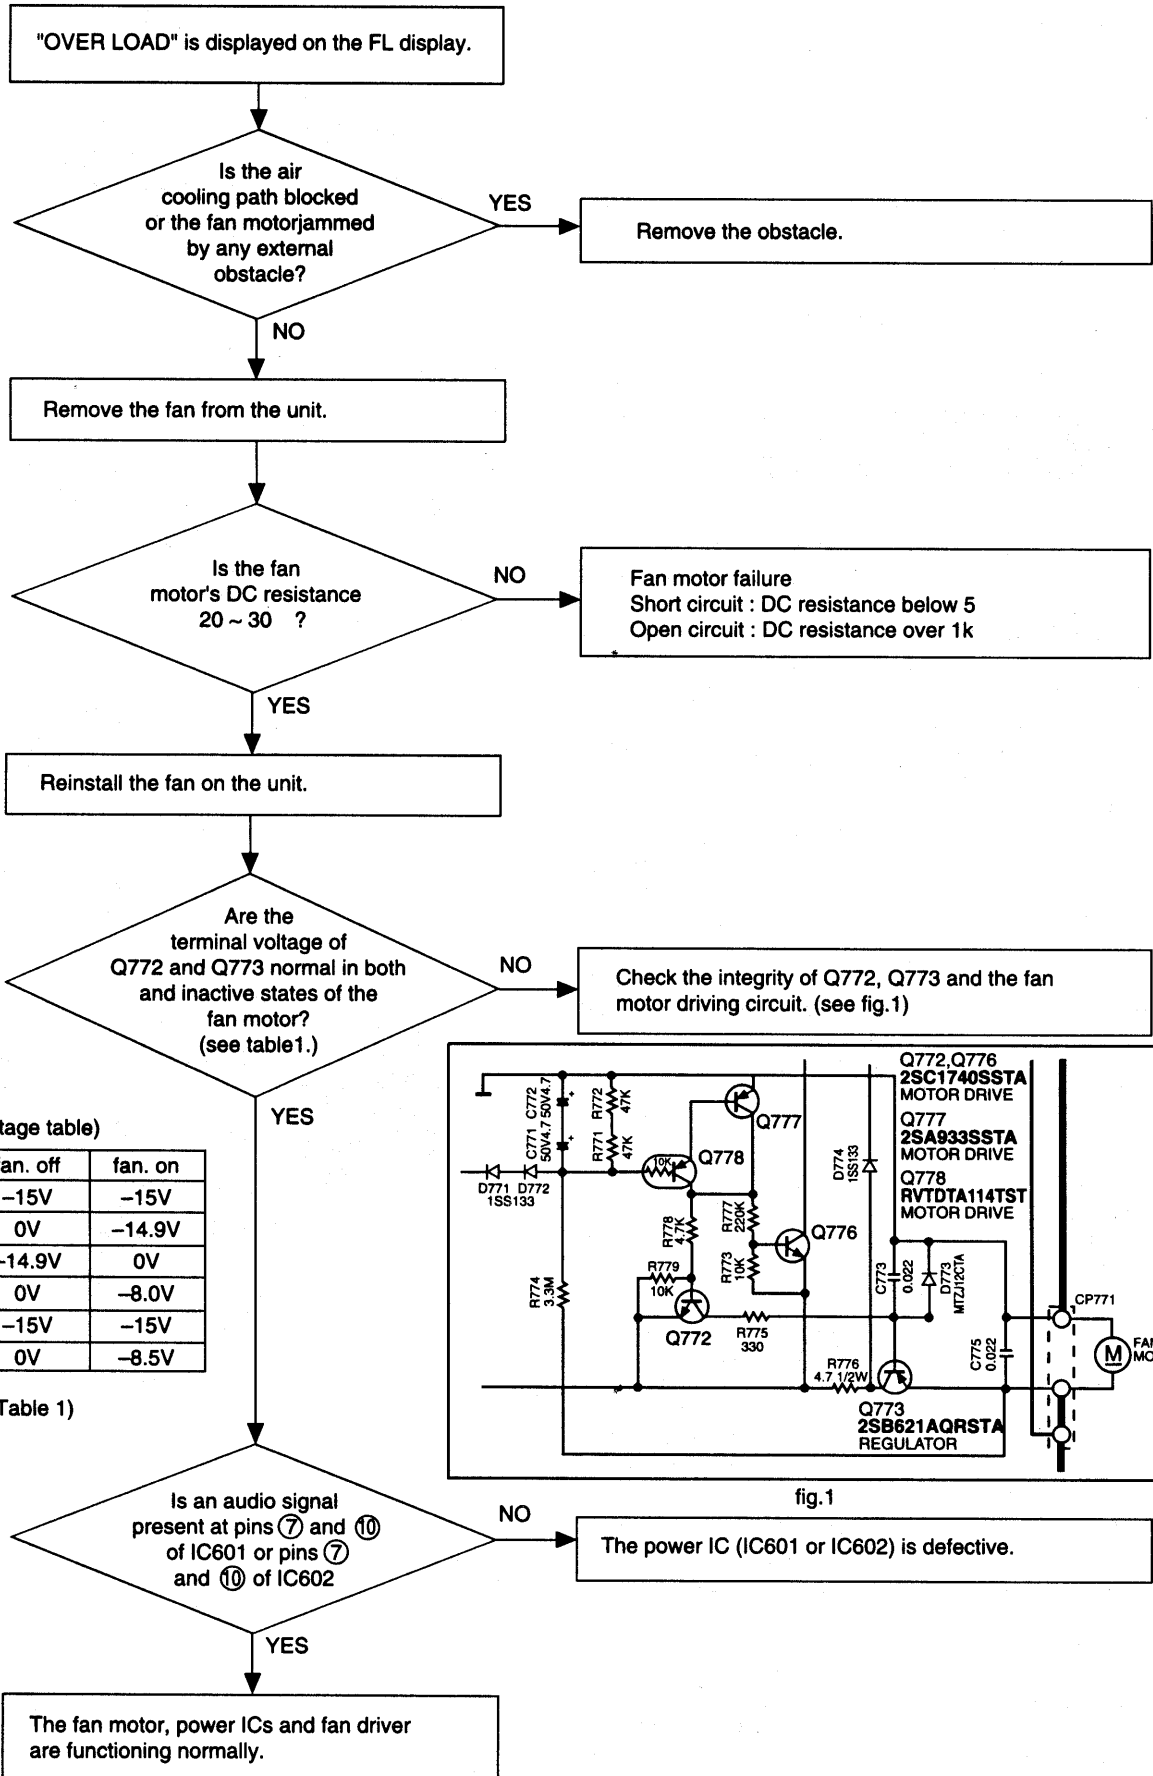 "OVER LOAD" is displayed on the FL display.
Is the air
cooling path blocked
or the fan motorjammed
by any external
obstacle?
YES
Remove the obstacle.
NO
Remove the fan from the unit.
Is the fan
motor's DC resistance
20 ~ 30 ?
NO
Fan motor failure
Short circuit : DC resistance below 5
Open circuit : DC resistance over 1k
YES
Reinstall the fan on the unit.
Are the
terminal voltage of
Q772 and Q773 normal in both
and inactive states of the
fan motor?
(see table1.)
NO
Check the integrity of Q772, Q773 and the fan
motor driving circuit. (see fig.1)
YES
tage table)
an. off fan. on
–15V –15V
0V –14.9V
–14.9V 0V
0V –8.0V
–15V –15V
0V –8.5V
Table 1)
Q772,Q776
2SC1740SSTA
MOTOR DRIVE
Q777
2SA933SSTA
MOTOR DRIVE
Q778
RVTDTA114TST
MOTOR DRIVE
C772
50V4.7
C771
50V4.7
R772
47K
R771
47K
D771 D772
1SS133
10K
Q778
Q777
D774
1SS133
R778
4.7K
R777
220K
R773
10K
Q776
R774
3.3M
R779
10K
Q772
R775
330
C773
0.022
D773
MTZJ12CTA
C775
0.022
CP771
M
FAN
MO
R776
4.7 1/2W
Q773
2SB621AQRSTA
REGULATOR
fig.1
Is an audio signal
present at pins ⑦ and ⑩
of IC601 or pins ⑦
and ⑩ of IC602
NO
The power IC (IC601 or IC602) is defective.
YES
The fan motor, power ICs and fan driver
are functioning normally.